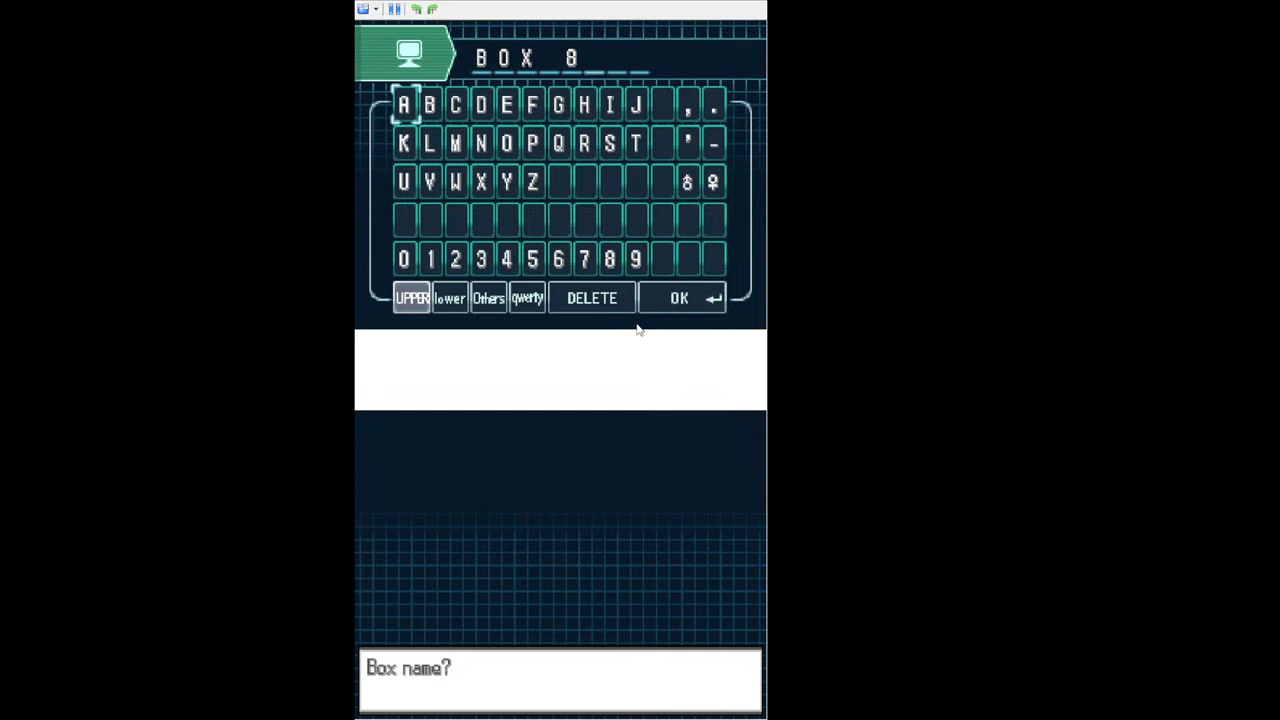 BOX 8
A B C D E F G H I J , .
K L M N O P Q R S T ' -
U V W X Y Z ♂ ♀
0 1 2 3 4 5 6 7 8 9
UPPER lower Others qwerty DELETE OK
Box name?